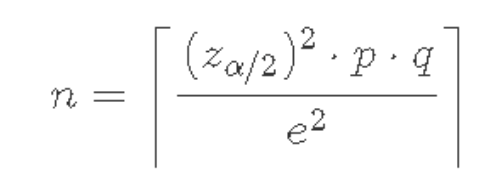 n = ⌈ (z_{α/2})² · p · q / e² ⌉